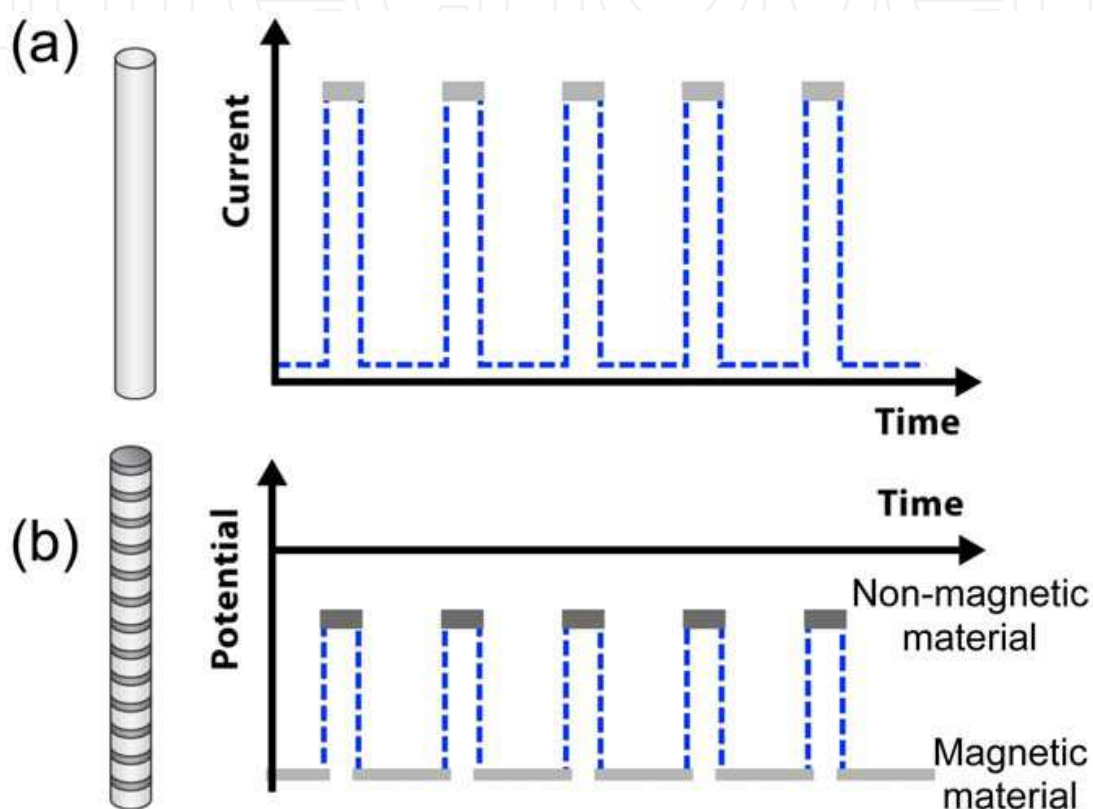 (a)
Current
Time
(b)
Potential
Time
Non-magnetic
material
Magnetic
material